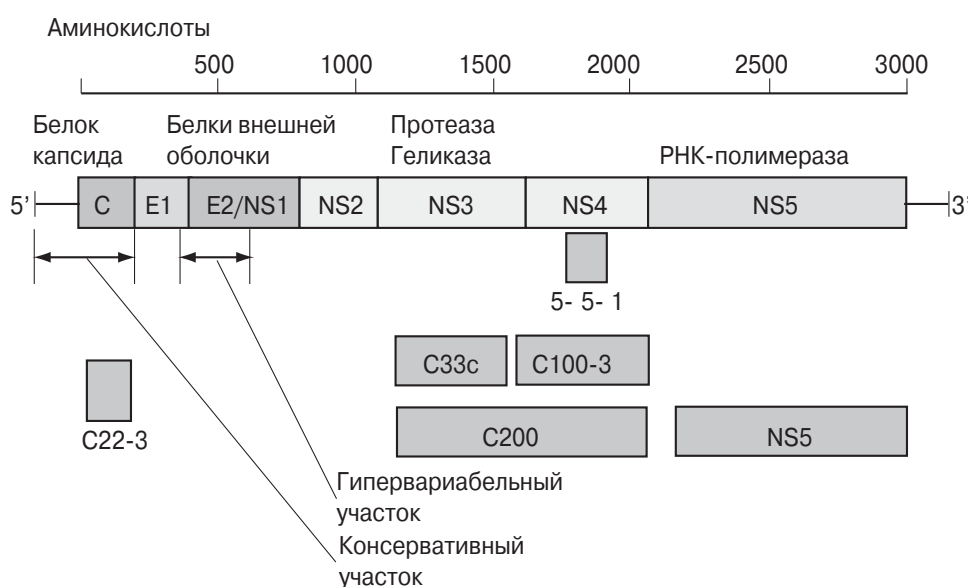 Аминокислоты
500 1000 1500 2000 2500 3000
Белок
капсида
Белки внешней
оболочки
Протеаза
Геликаза
РНК-полимераза
5' C E1 E2/NS1 NS2 NS3 NS4 NS5 3'
5- 5- 1
C33c C100-3
C22-3
C200 NS5
Гипервариабельный
участок
Консервативный
участок